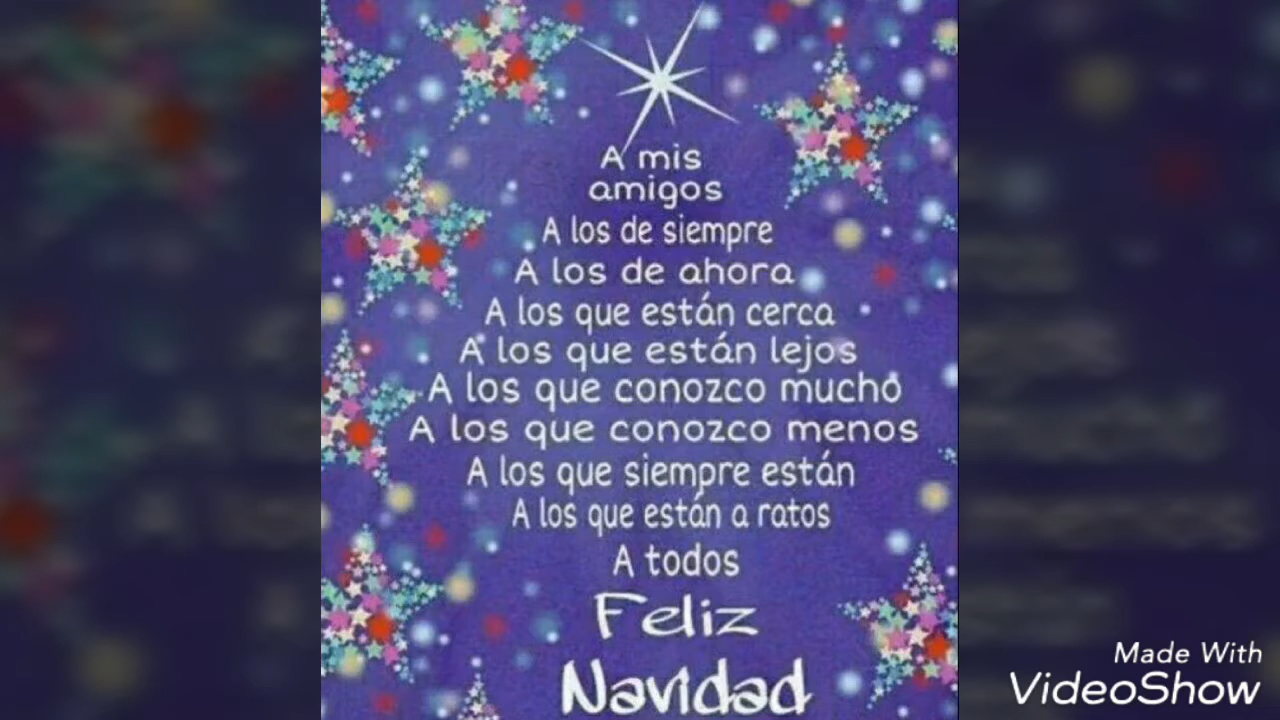 A mis
amigos
A los de siempre
A los de ahora
A los que están cerca
A los que están lejos
A los que conozco mucho
A los que conozco menos
A los que siempre están
A los que están a ratos
A todos
Feliz
Navidad
Made With
VideoShow